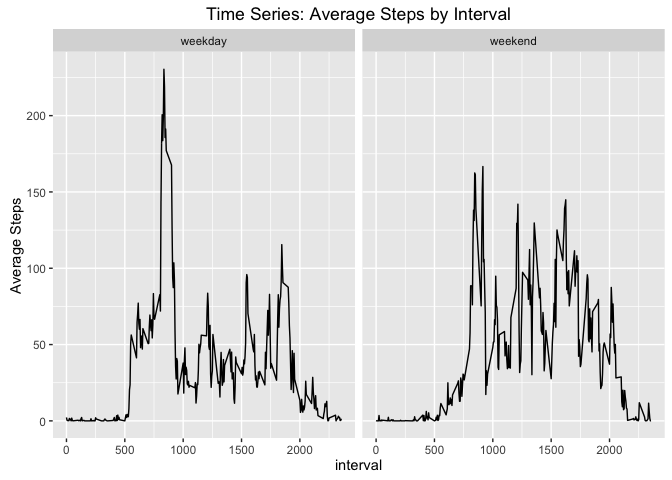 Time Series: Average Steps by Interval
weekday weekend
Average Steps
200
150
100
50
0
0 500 1000 1500 2000 0 500 1000 1500 2000
interval